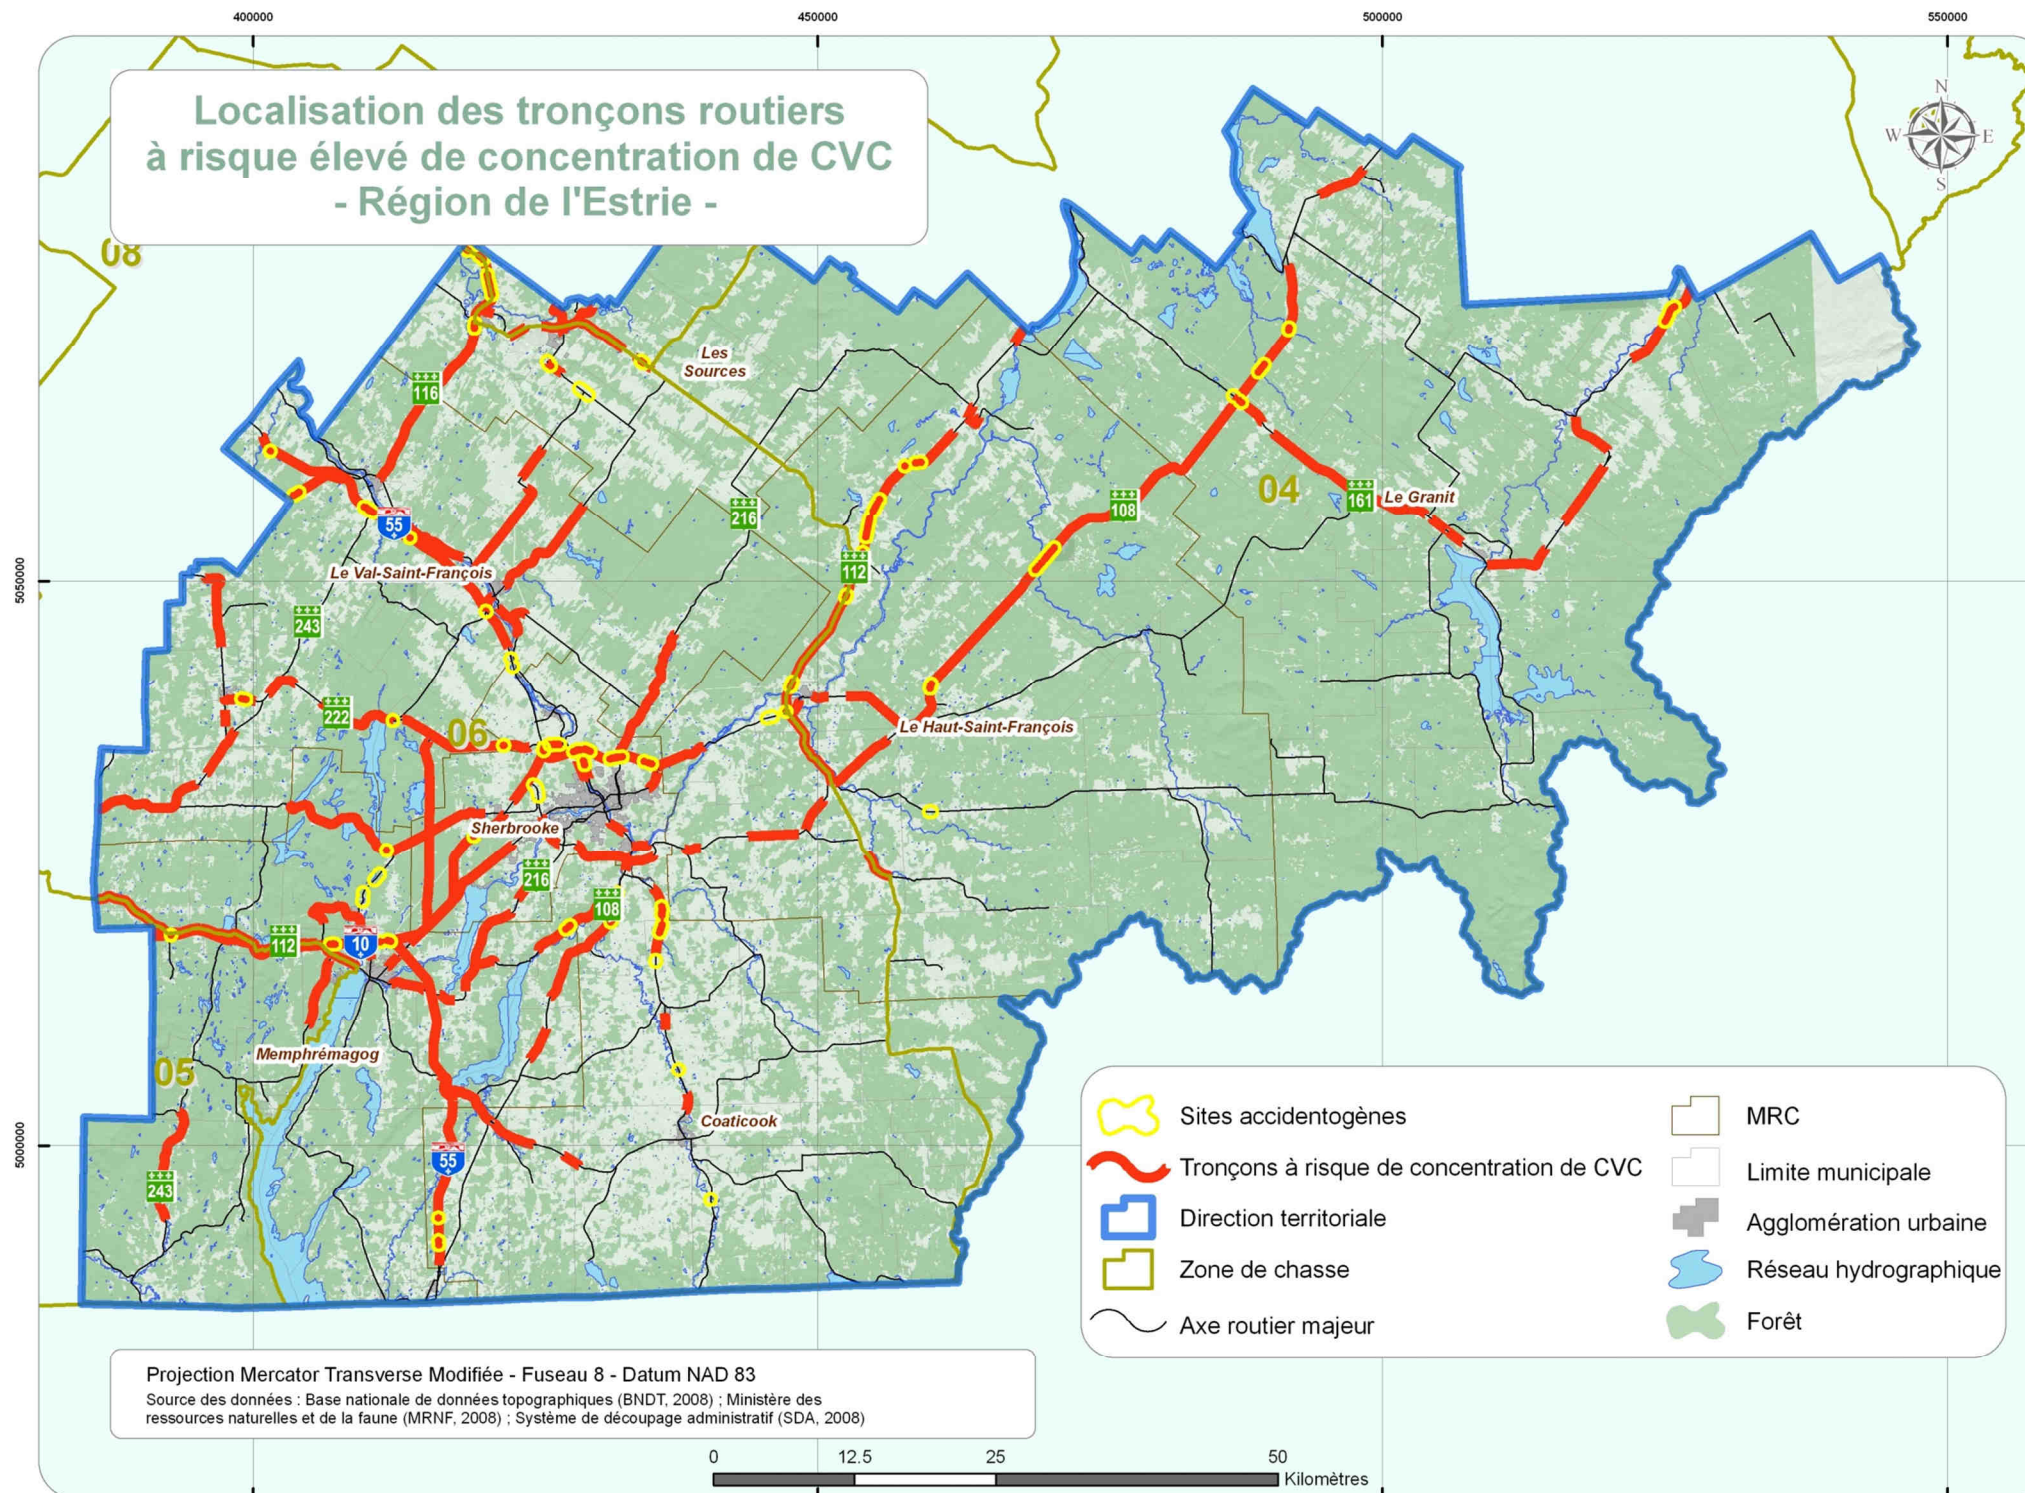 400000
450000
500000
550000
Localisation des tronçons routiers
à risque élevé de concentration de CVC
- Région de l'Estrie -
N
W
E
S
08
Les
Sources
116
04
161
Le Granit
108
216
55
112
Le Val-Saint-François
5050000
243
222
06
Le Haut-Saint-François
Sherbrooke
216
108
112
10
Memphrémagog
05
Coaticook
5000000
55
243
Sites accidentogènes
Tronçons à risque de concentration de CVC
Direction territoriale
Zone de chasse
Axe routier majeur
MRC
Limite municipale
Agglomération urbaine
Réseau hydrographique
Forêt
Projection Mercator Transverse Modifiée - Fuseau 8 - Datum NAD 83
Source des données : Base nationale de données topographiques (BNDT, 2008) ; Ministère des
ressources naturelles et de la faune (MRNF, 2008) ; Système de découpage administratif (SDA, 2008)
0
12.5
25
50
Kilomètres